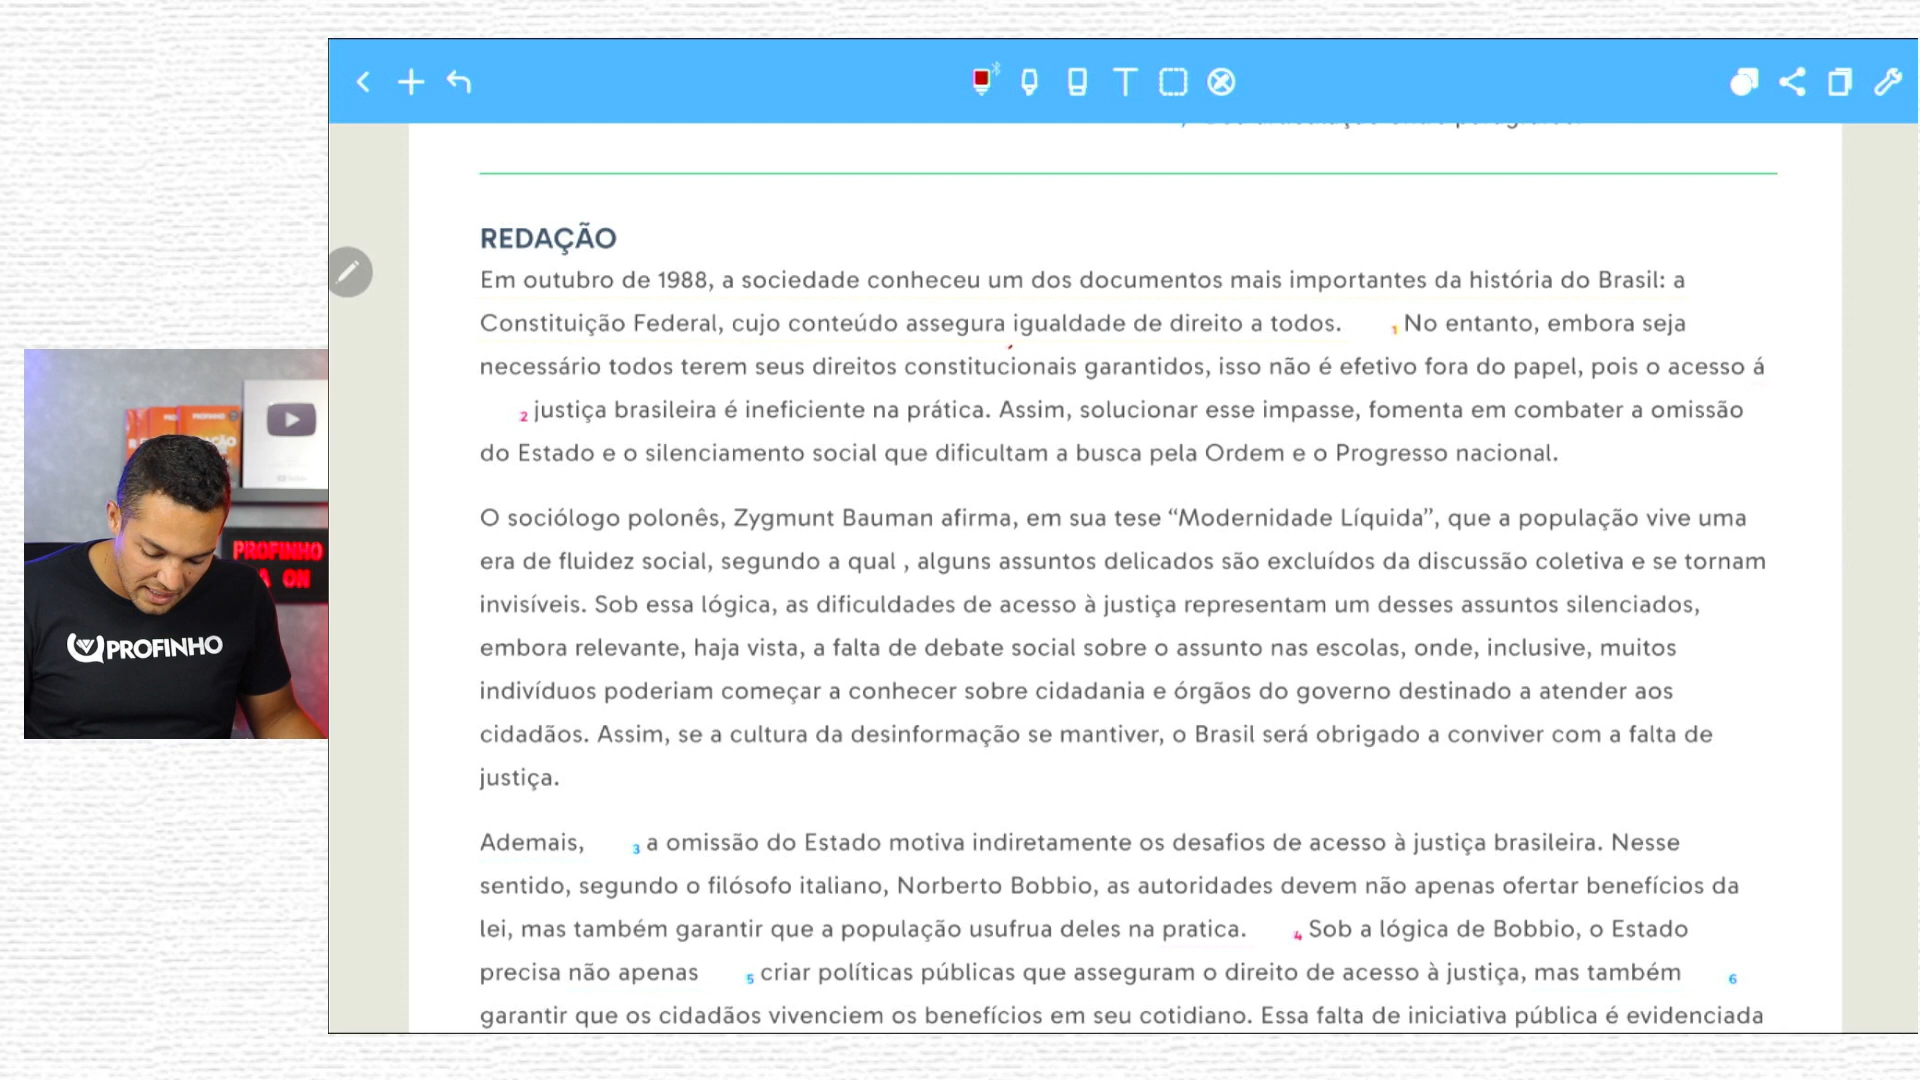 REDAÇÃO
Em outubro de 1988, a sociedade conheceu um dos documentos mais importantes da história do Brasil: a
Constituição Federal, cujo conteúdo assegura igualdade de direito a todos. 1 No entanto, embora seja
necessário todos terem seus direitos constitucionais garantidos, isso não é efetivo fora do papel, pois o acesso á
2 justiça brasileira é ineficiente na prática. Assim, solucionar esse impasse, fomenta em combater a omissão
do Estado e o silenciamento social que dificultam a busca pela Ordem e o Progresso nacional.
O sociólogo polonês, Zygmunt Bauman afirma, em sua tese “Modernidade Líquida”, que a população vive uma
era de fluidez social, segundo a qual , alguns assuntos delicados são excluídos da discussão coletiva e se tornam
invisíveis. Sob essa lógica, as dificuldades de acesso à justiça representam um desses assuntos silenciados,
embora relevante, haja vista, a falta de debate social sobre o assunto nas escolas, onde, inclusive, muitos
indivíduos poderiam começar a conhecer sobre cidadania e órgãos do governo destinado a atender aos
cidadãos. Assim, se a cultura da desinformação se mantiver, o Brasil será obrigado a conviver com a falta de
justiça.
Ademais, 3 a omissão do Estado motiva indiretamente os desafios de acesso à justiça brasileira. Nesse
sentido, segundo o filósofo italiano, Norberto Bobbio, as autoridades devem não apenas ofertar benefícios da
lei, mas também garantir que a população usufrua deles na pratica. 4 Sob a lógica de Bobbio, o Estado
precisa não apenas 5 criar políticas públicas que asseguram o direito de acesso à justiça, mas também 6
garantir que os cidadãos vivenciem os benefícios em seu cotidiano. Essa falta de iniciativa pública é evidenciada
PROFINHO
ON
PROFINHO